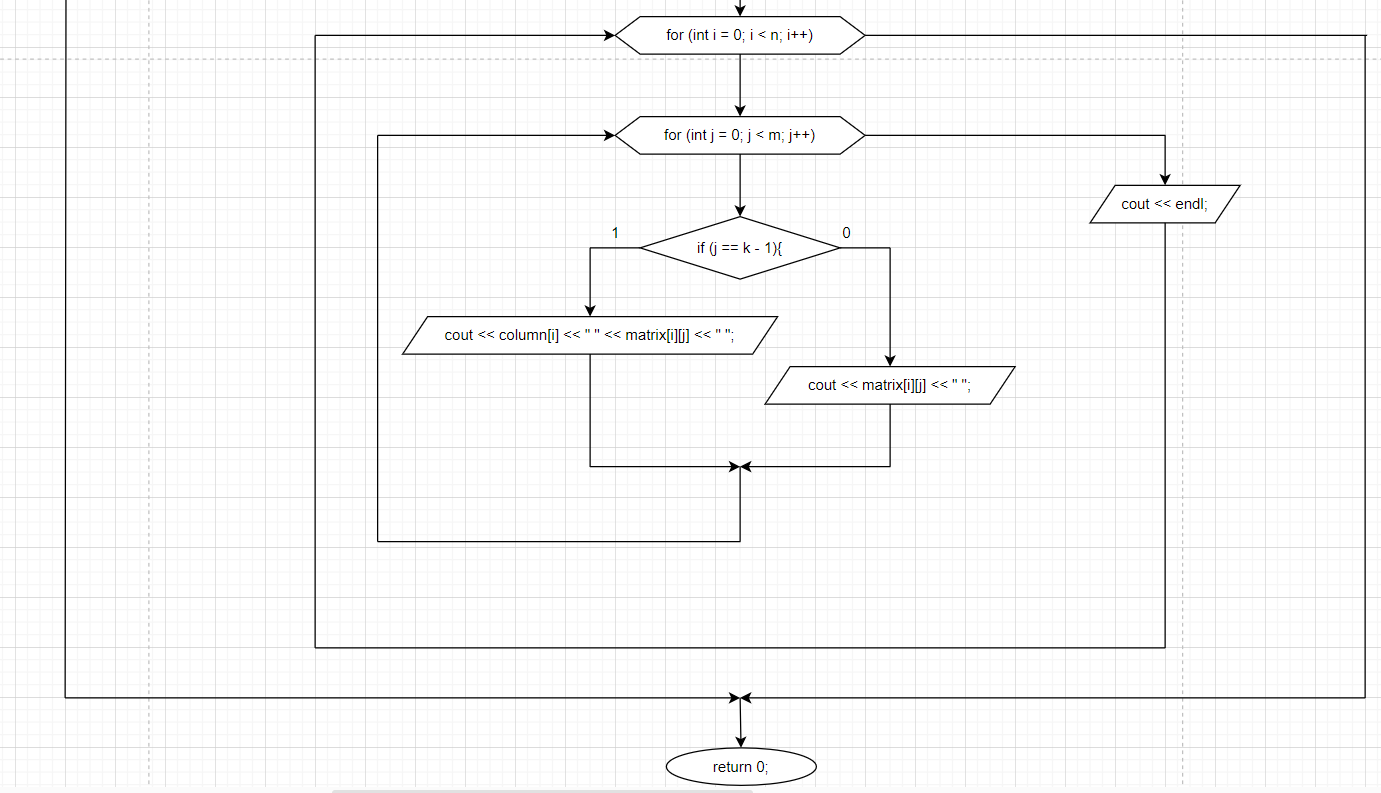 for (int i = 0; i < n; i++)
for (int j = 0; j < m; j++)
cout << endl;
1
0
if (j == k - 1){
cout << column[i] << " " << matrix[i][j] << " ";
cout << matrix[i][j] << " ";
return 0;